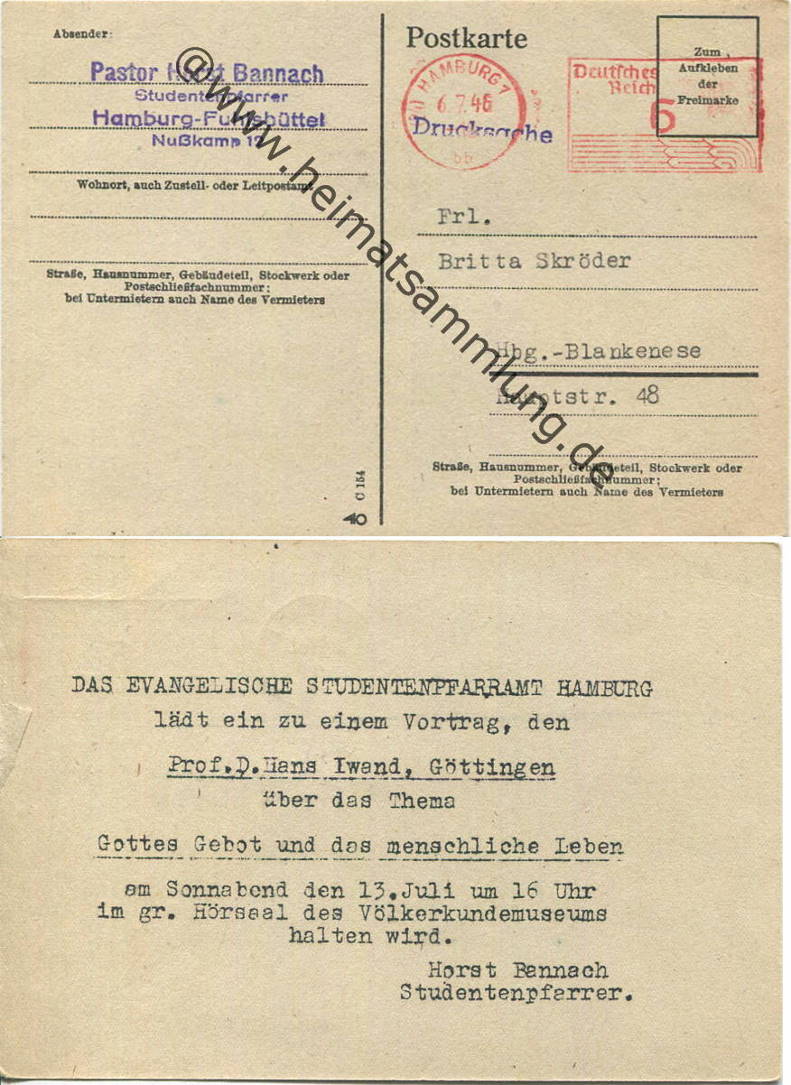 Absender:
Pastor Horst Bannach
Studentenpfarrer
Hamburg-Fuhlsbüttel
Nußkamp 12
Wohnort, auch Zustell- oder Leitpostamt
Straße, Hausnummer, Gebäudeteil, Stockwerk oder
Postschließfachnummer;
bei Untermietern auch Name des Vermieters
C 154
40
Postkarte
HAMBURG 1
6.7.46
Drucksache
Deutsches
Reich
6
Zum
Aufkleben
der
Freimarke
Frl.
Britta Skröder
Hbg.-Blankenese
Hauptstr. 48
Straße, Hausnummer, Gebäudeteil, Stockwerk oder
Postschließfachnummer;
bei Untermietern auch Name des Vermieters
©www.heimatsammlung.de
DAS EVANGELISCHE STUDENTENPFARRAMT HAMBURG
lädt ein zu einem Vortrag, den
Prof.D.Hans Iwand, Göttingen
über das Thema
Gottes Gebot und das menschliche Leben
am Sonnabend den 13.Juli um 16 Uhr
im gr. Hörsaal des Völkerkundemuseums
halten wird.
Horst Bannach
Studentenpfarrer.